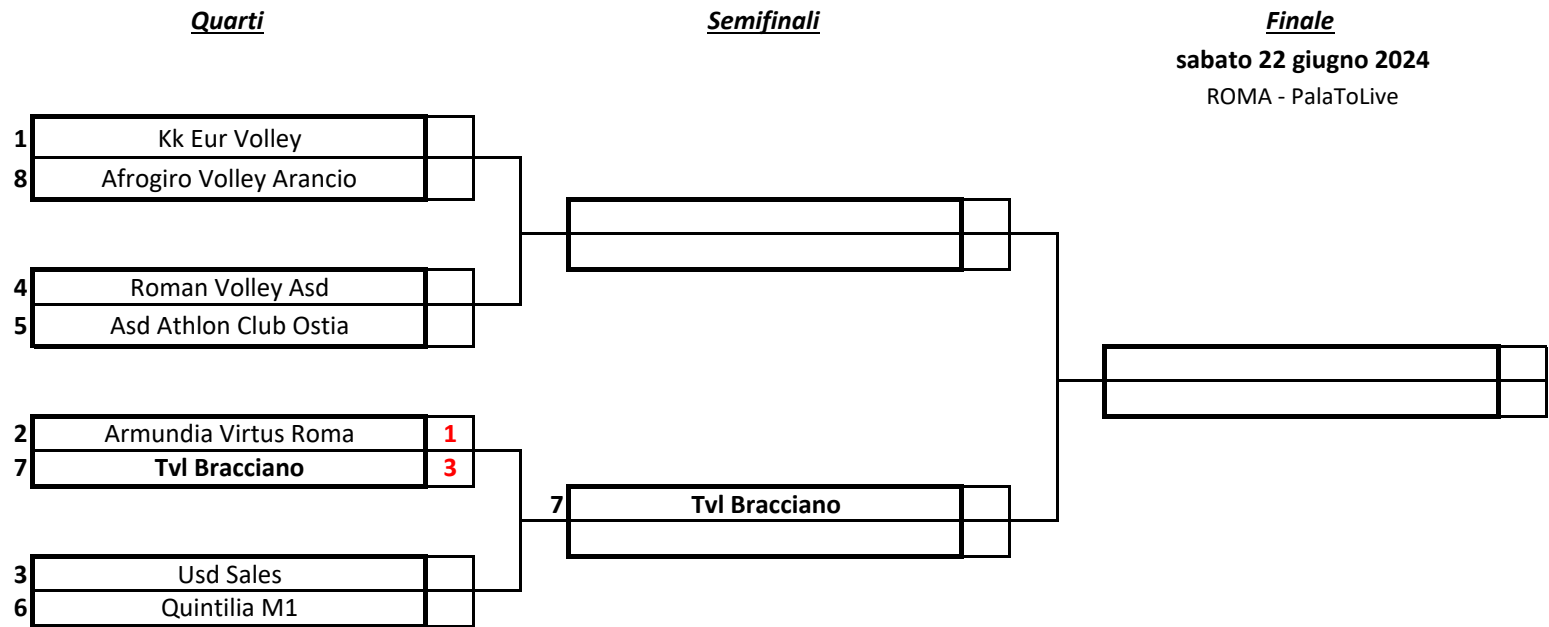 Quarti Semifinali Finale
sabato 22 giugno 2024
ROMA - PalaToLive
1 Kk Eur Volley
8 Afrogiro Volley Arancio
4 Roman Volley Asd
5 Asd Athlon Club Ostia
2 Armundia Virtus Roma 1
7 Tvl Bracciano 3
7 Tvl Bracciano
3 Usd Sales
6 Quintilia M1